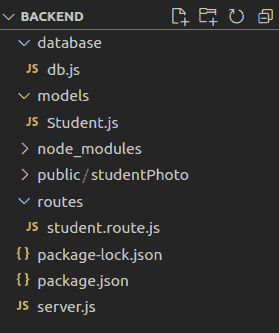 BACKEND
database
JS db.js
models
JS Student.js
node_modules
public/studentPhoto
routes
JS student.route.js
{} package-lock.json
{} package.json
JS server.js